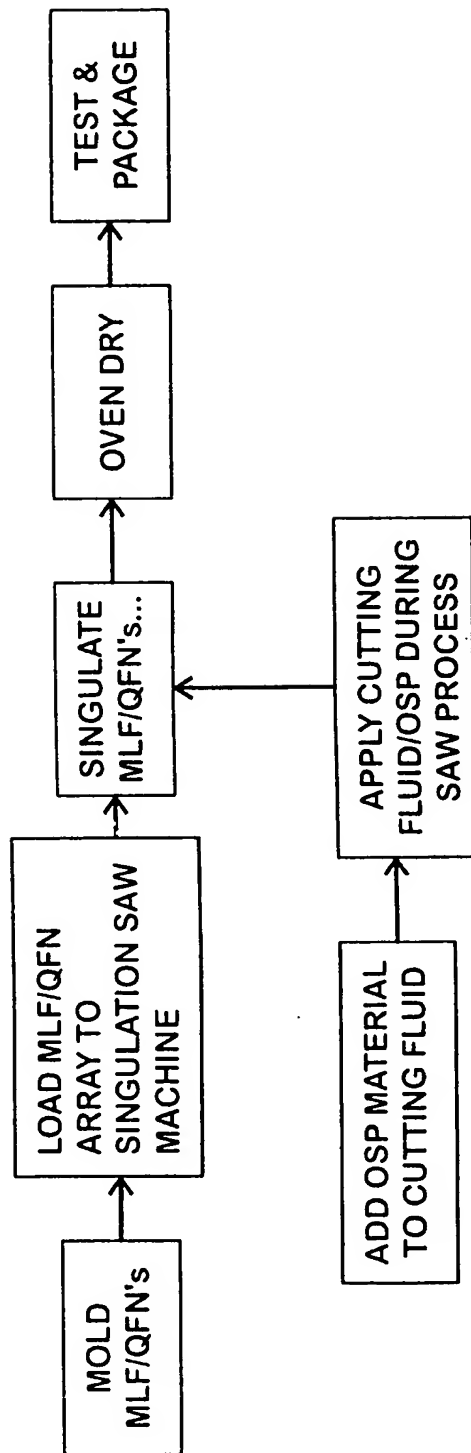 MOLD
MLF/QFN's
LOAD MLF/QFN
ARRAY TO
SINGULATION SAW
MACHINE
SINGULATE
MLF/QFN's...
OVEN DRY
TEST &
PACKAGE
ADD OSP MATERIAL
TO CUTTING FLUID
APPLY CUTTING
FLUID/OSP DURING
SAW PROCESS